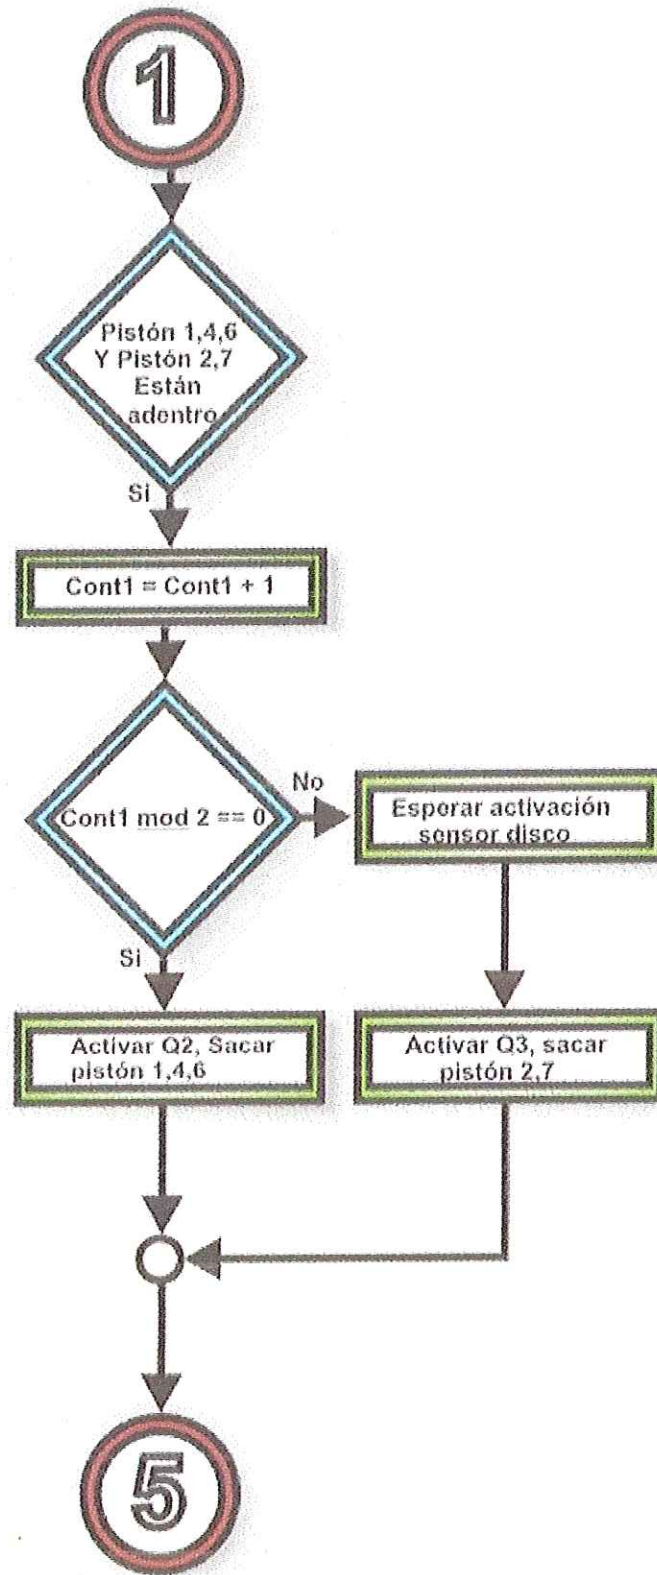 1
Pistón 1,4,6
Y Pistón 2,7
Están
adentro
Si
Cont1 = Cont1 + 1
Cont1 mod 2 == 0
No
Esperar activación
sensor disco
Si
Activar Q2, Sacar
pistón 1,4,6
Activar Q3, sacar
pistón 2,7
5